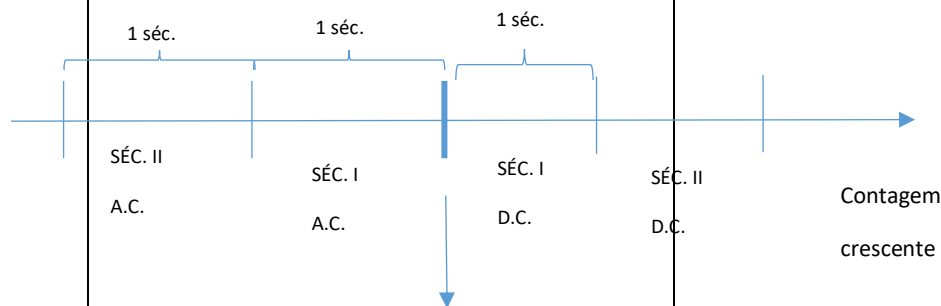 1 séc.
1 séc.
1 séc.
SÉC. II
A.C.
SÉC. I
A.C.
SÉC. I
D.C.
SÉC. II
D.C.
Contagem
crescente